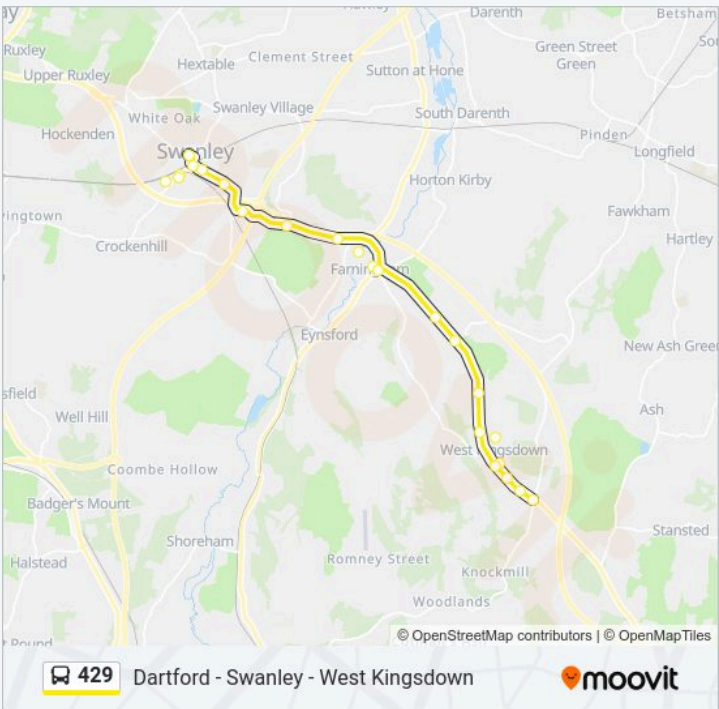 Darenth
Betsham
Ruxley
Hextable
Clement Street
Green Street
Green
Upper Ruxley
Sutton at Hone
White Oak
Swanley Village
South Darenth
Hockenden
Pinden
Swanley
Longfield
Horton Kirby
Fawkham
Crockenhill
Hartley
Farningham
Eynsford
New Ash Green
Well Hill
Ash
West Kingsdown
Coombe Hollow
Badger's Mount
Stansted
Shoreham
Halstead
Romney Street
Knockmill
Woodlands
© OpenStreetMap contributors | © OpenMapTiles
429 Dartford - Swanley - West Kingsdown
moovit